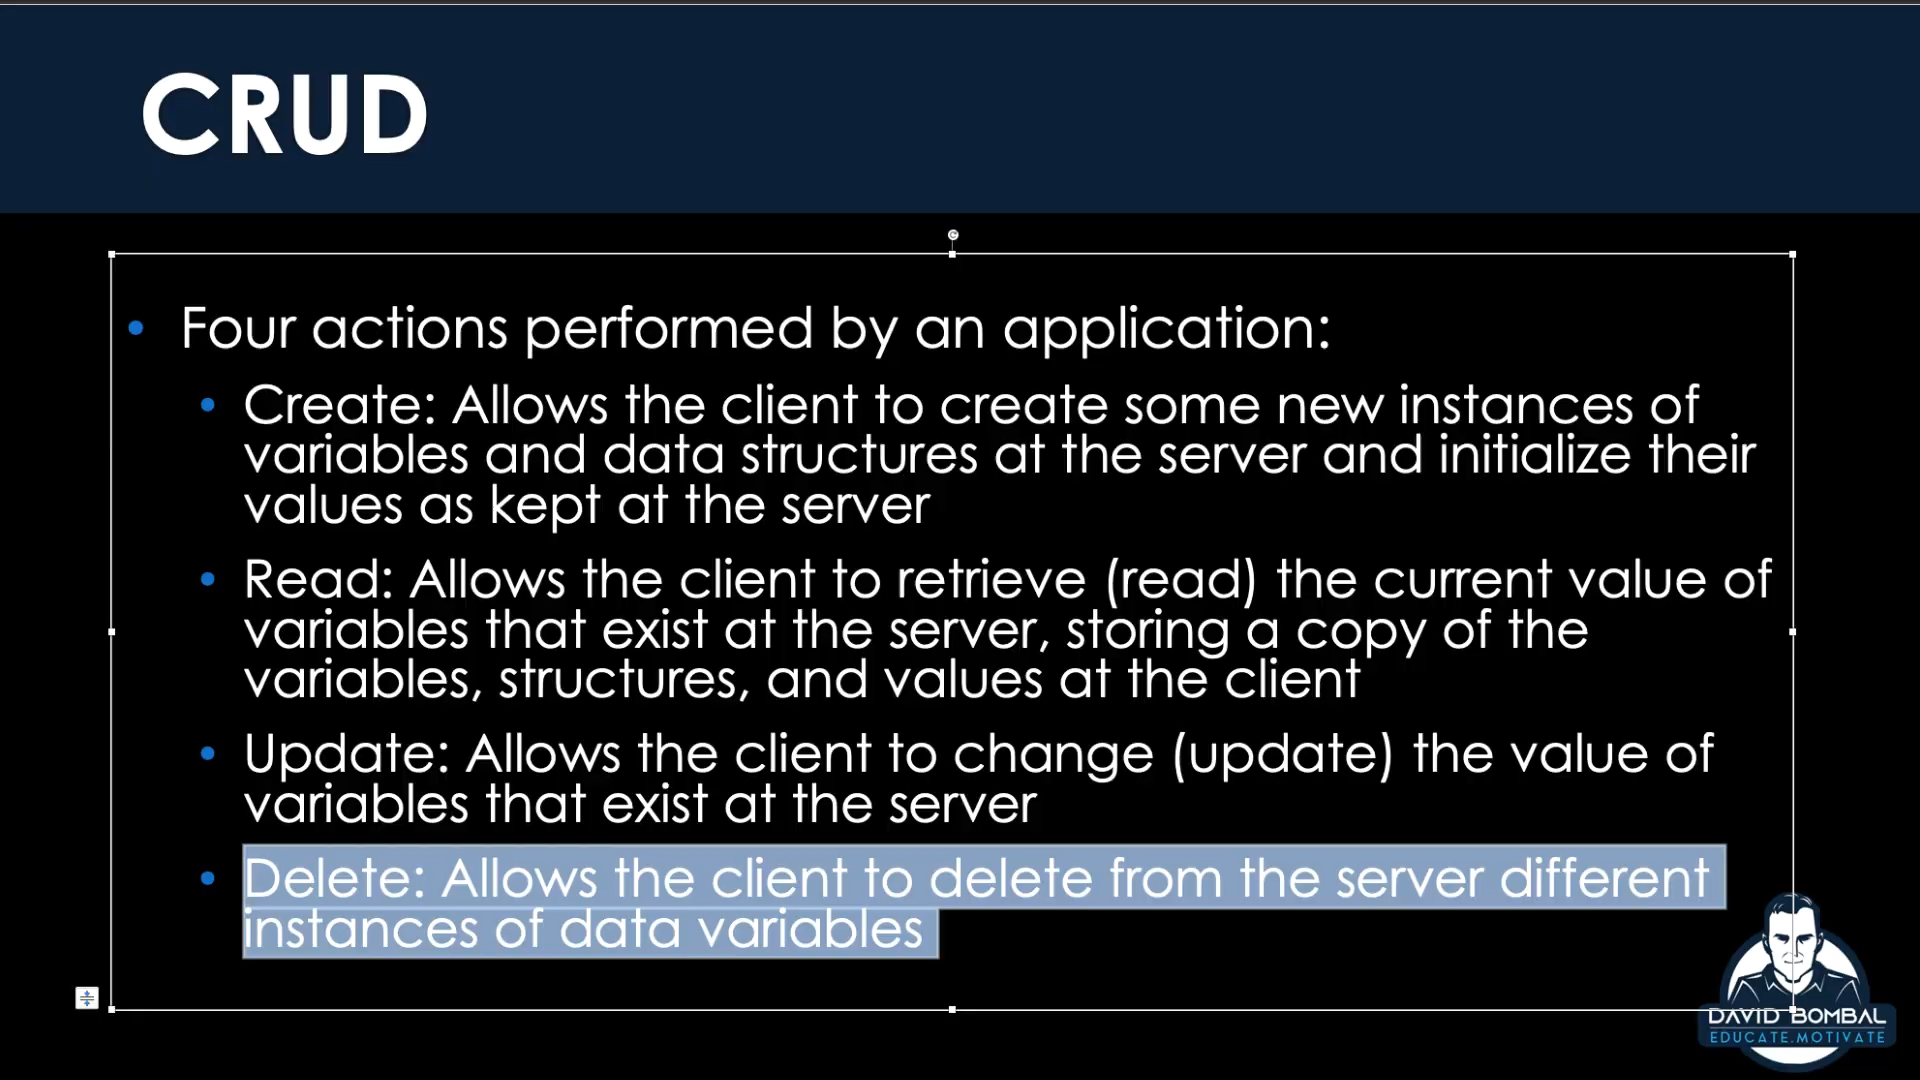 CRUD
• Four actions performed by an application:
• Create: Allows the client to create some new instances of
variables and data structures at the server and initialize their
values as kept at the server
• Read: Allows the client to retrieve (read) the current value of
variables that exist at the server, storing a copy of the
variables, structures, and values at the client
• Update: Allows the client to change (update) the value of
variables that exist at the server
• Delete: Allows the client to delete from the server different
instances of data variables
DAVID BOMBAL
EDUCATE.MOTIVATE